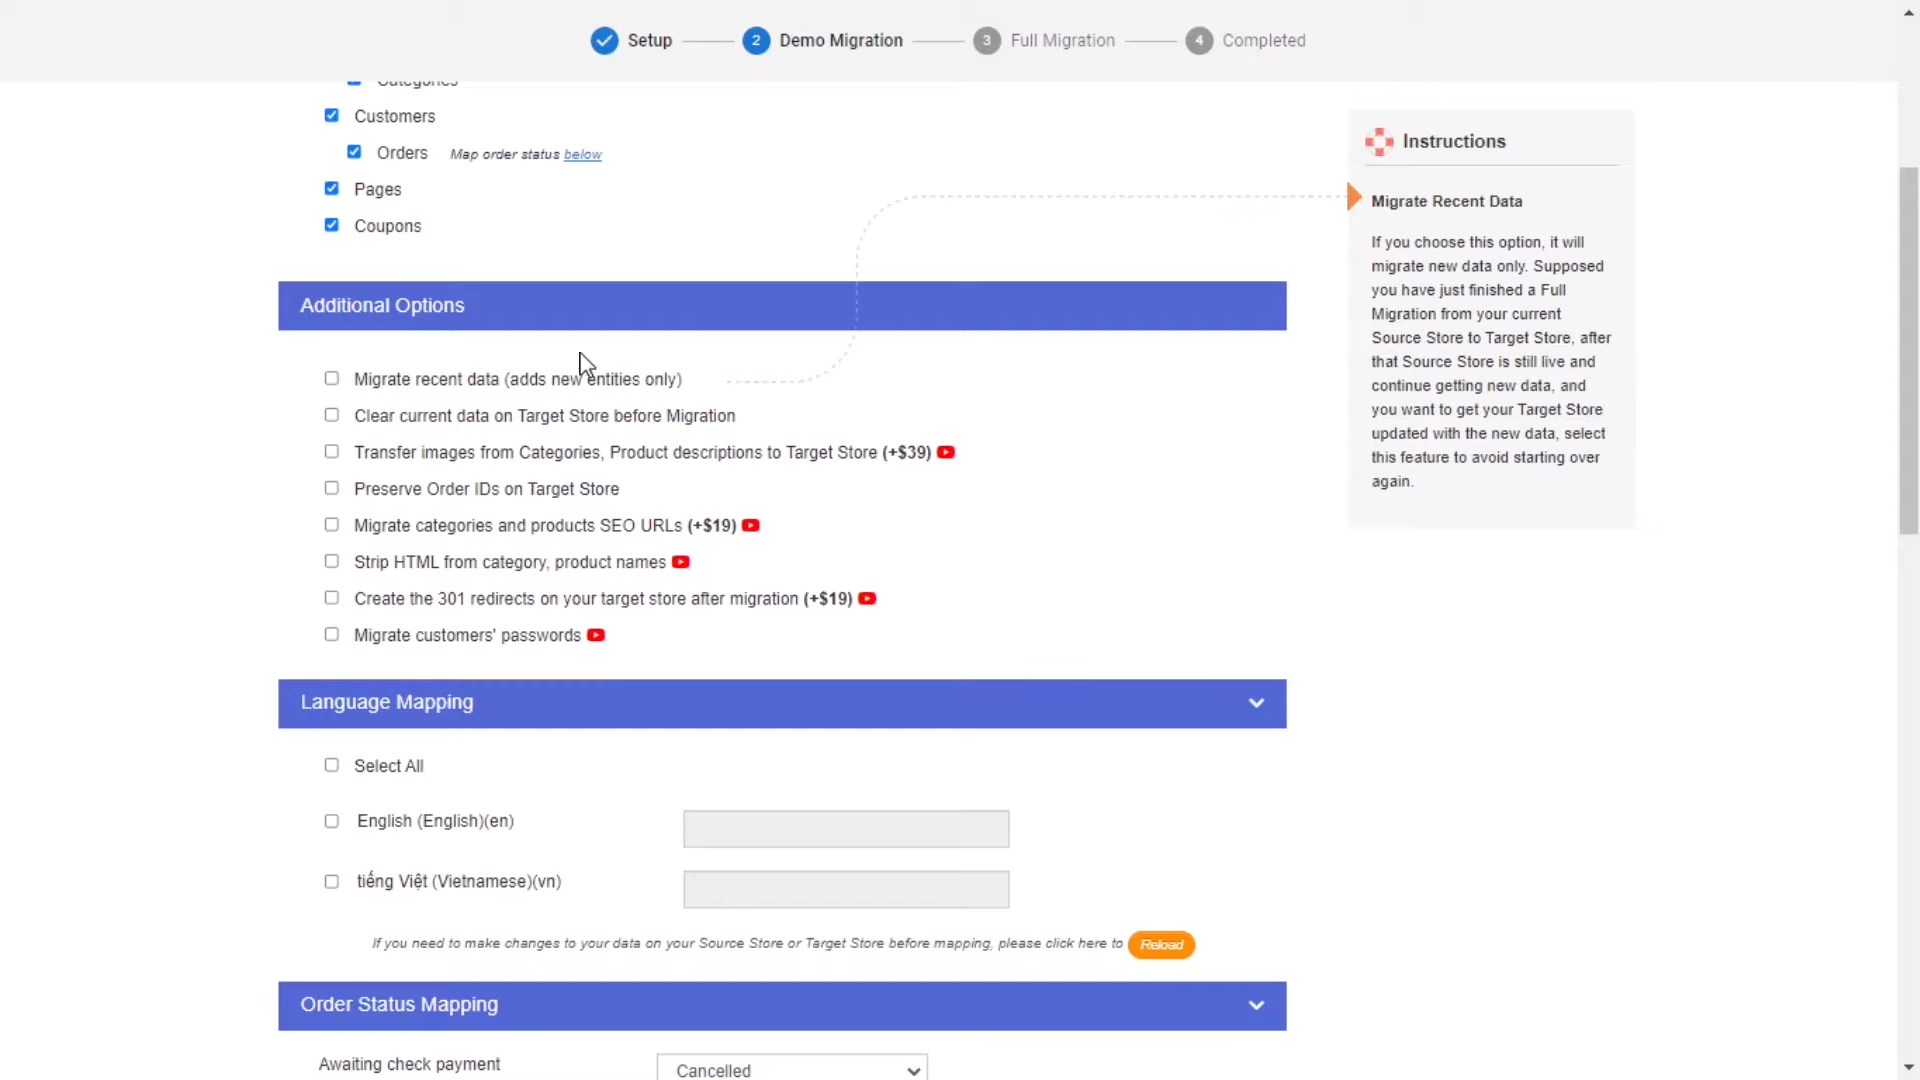 Setup
2 Demo Migration
3 Full Migration
4 Completed
Categories
Customers
Orders Map order status below
Pages
Coupons
Additional Options
Migrate recent data (adds new entities only)
Clear current data on Target Store before Migration
Transfer images from Categories, Product descriptions to Target Store (+$39)
Preserve Order IDs on Target Store
Migrate categories and products SEO URLs (+$19)
Strip HTML from category, product names
Create the 301 redirects on your target store after migration (+$19)
Migrate customers' passwords
Language Mapping
Select All
English (English)(en)
tiếng Việt (Vietnamese)(vn)
If you need to make changes to your data on your Source Store or Target Store before mapping, please click here to Reload
Order Status Mapping
Awaiting check payment
Cancelled
Instructions
Migrate Recent Data
If you choose this option, it will
migrate new data only. Supposed
you have just finished a Full
Migration from your current
Source Store to Target Store, after
that Source Store is still live and
continue getting new data, and
you want to get your Target Store
updated with the new data, select
this feature to avoid starting over
again.